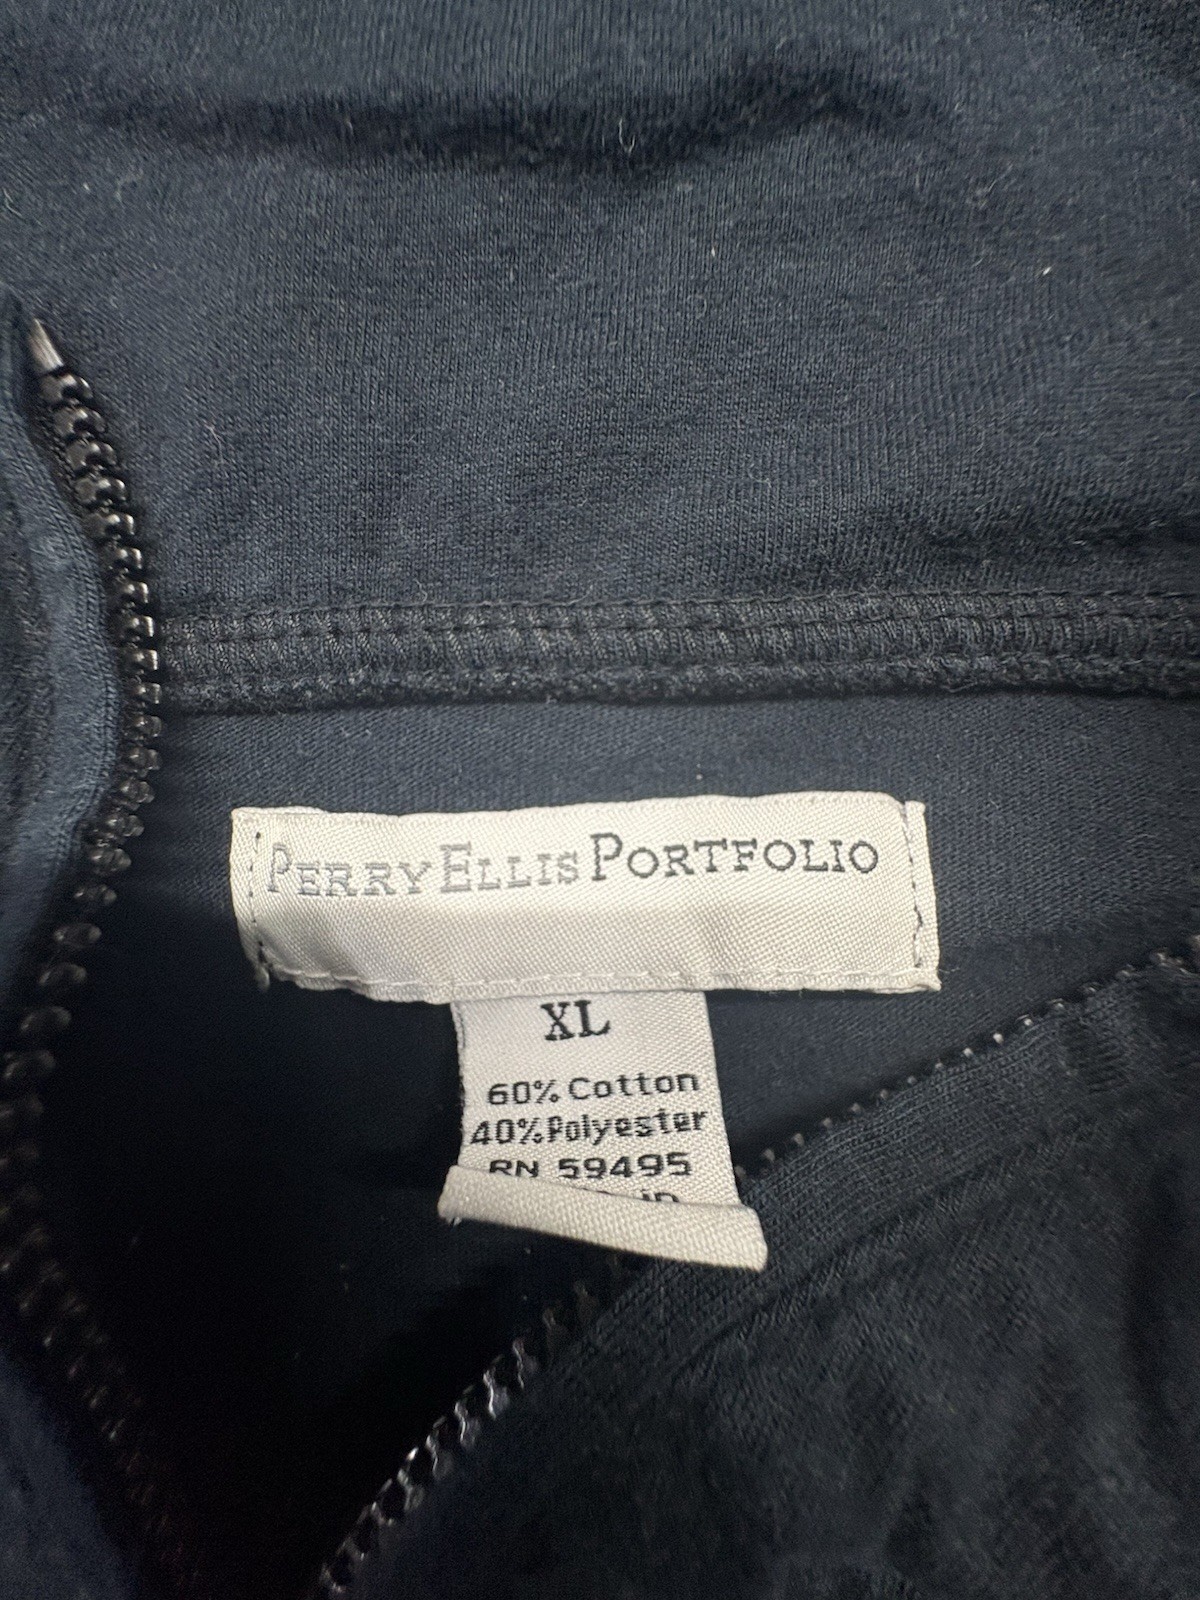 PERRY ELLIS PORTFOLIO
XL
60% Cotton
40% Polyester
RN 59495